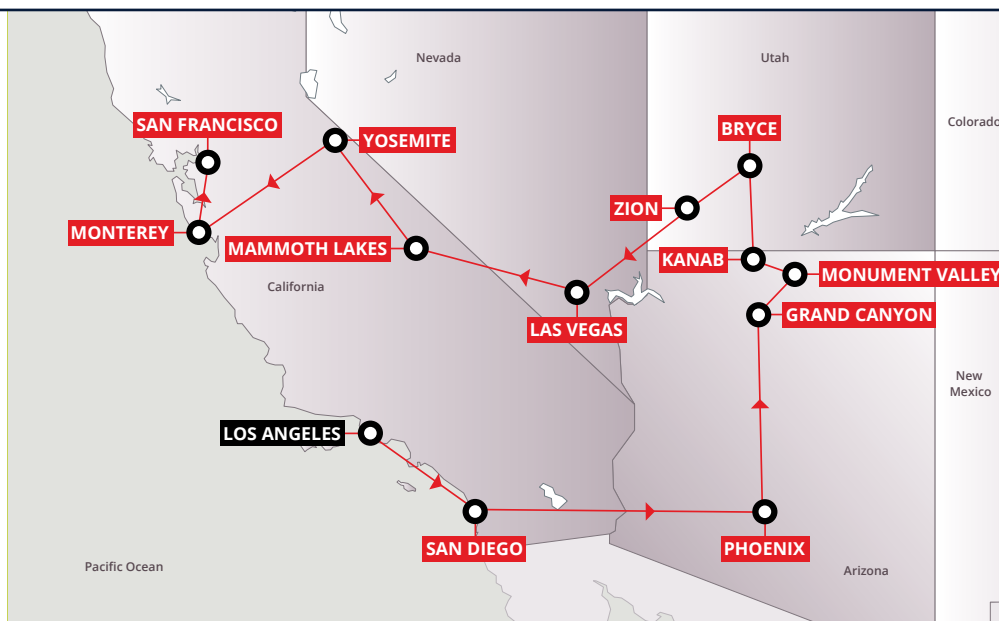 Nevada
Utah
Colorado
SAN FRANCISCO
BRYCE
YOSEMITE
ZION
MONTEREY
MAMMOTH LAKES
KANAB
MONUMENT VALLEY
California
GRAND CANYON
LAS VEGAS
New
Mexico
LOS ANGELES
SAN DIEGO
PHOENIX
Pacific Ocean
Arizona